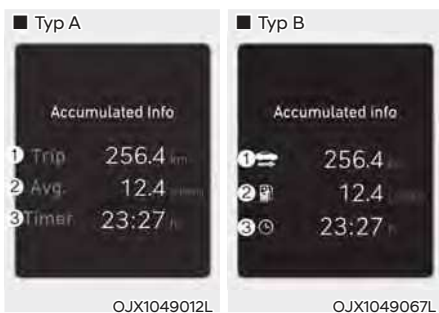 ■ Typ A
Accumulated Info
1 Trip 256.4 km
2 Avg. 12.4
3 Timer 23:27 h
OJX1049012L
■ Typ B
Accumulated info
1 256.4
2 12.4
3 23:27 h
OJX1049067L